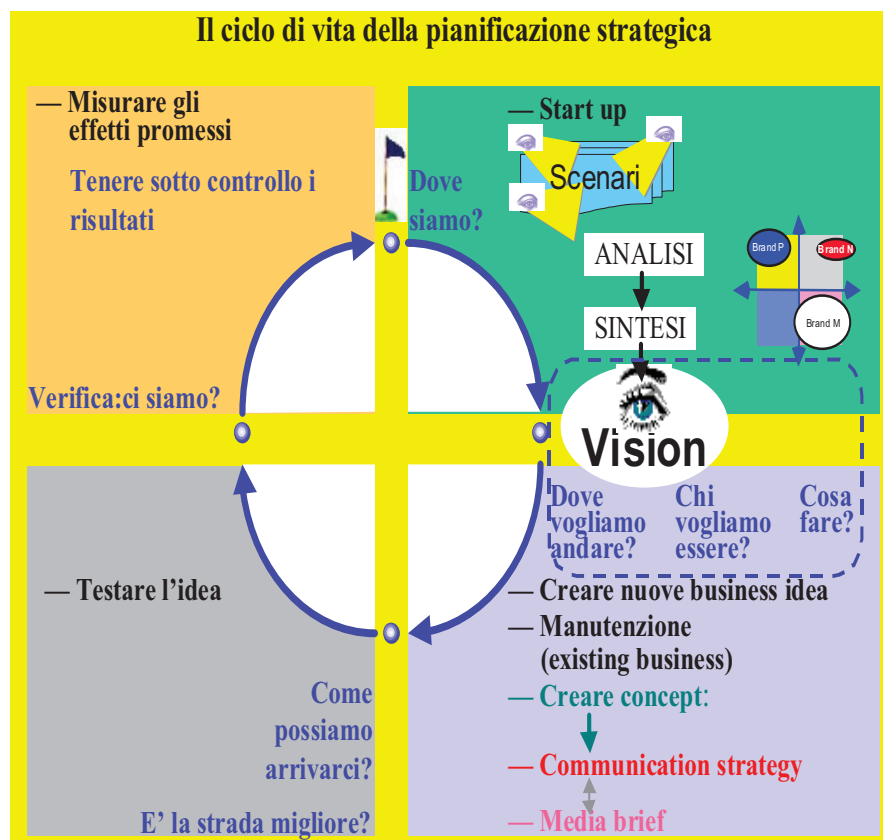 Il ciclo di vita della pianificazione strategica
— Misurare gli
effetti promessi
Tenere sotto controllo i
risultati
Verifica:ci siamo?
Dove
siamo?
— Start up
Scenari
ANALISI
SINTESI
Brand P
Brand N
Brand M
Vision
Dove
vogliamo
andare?
Chi
vogliamo
essere?
Cosa
fare?
— Creare nuove business idea
— Manutenzione
(existing business)
— Creare concept:
— Communication strategy
— Media brief
— Testare l’idea
Come
possiamo
arrivarci?
E’ la strada migliore?